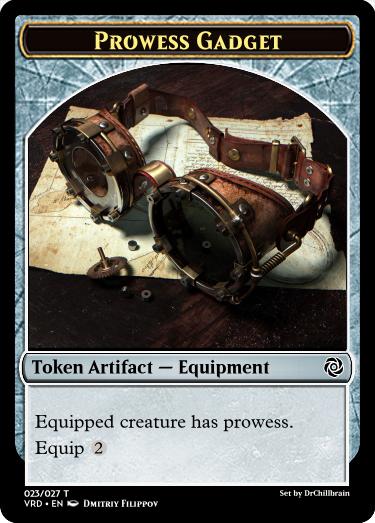 Prowess Gadget
Token Artifact — Equipment
Equipped creature has prowess.
Equip 2
023/027 T
Set by DrChillbrain
VRD • EN Dmitriy Filippov